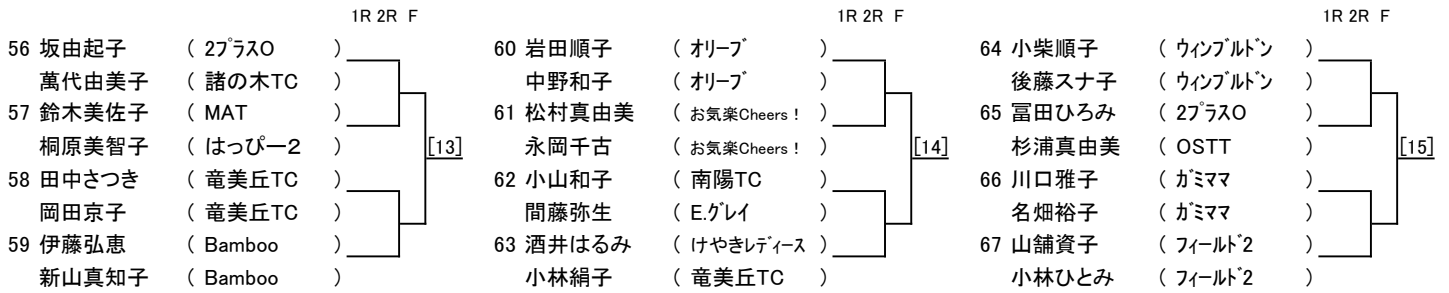 1R 2R F
56 坂由起子 ( 2プラスO )
萬代由美子 ( 諸の木TC )
57 鈴木美佐子 ( MAT )
桐原美智子 ( はっぴー2 ) [13]
58 田中さつき ( 竜美丘TC )
岡田京子 ( 竜美丘TC )
59 伊藤弘恵 ( Bamboo )
新山真知子 ( Bamboo )
1R 2R F
60 岩田順子 ( オリーブ )
中野和子 ( オリーブ )
61 松村真由美 ( お気楽Cheers! )
永岡千古 ( お気楽Cheers! ) [14]
62 小山和子 ( 南陽TC )
間藤弥生 ( E.グレイ )
63 酒井はるみ ( けやきレディース )
小林絹子 ( 竜美丘TC )
1R 2R F
64 小柴順子 ( ウィンブルドン )
後藤スナ子 ( ウィンブルドン )
65 冨田ひろみ ( 2プラスO )
杉浦真由美 ( OSTT ) [15]
66 川口雅子 ( ガミママ )
名畑裕子 ( ガミママ )
67 山舗資子 ( フィールド2 )
小林ひとみ ( フィールド2 )